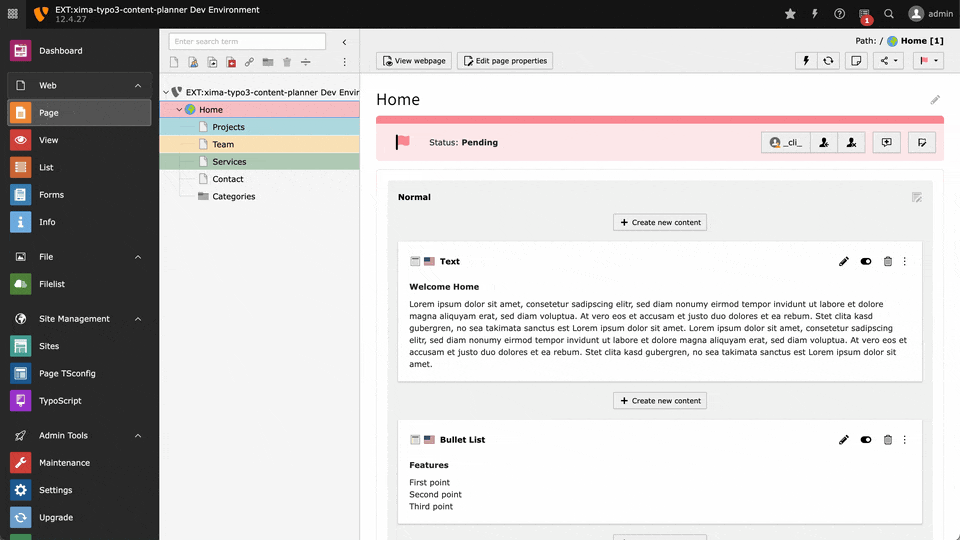 EXT:xima-typo3-content-planner Dev Environment
12.4.27
1
admin
Dashboard
Web
Page
View
List
Forms
Info
File
Filelist
Site Management
Sites
Page TSconfig
TypoScript
Admin Tools
Maintenance
Settings
Upgrade
Enter search term
EXT:xima-typo3-content-planner Dev Envir
Home
Projects
Team
Services
Contact
Categories
Path: / Home [1]
View webpage
Edit page properties
Home
Status: Pending
_cli_
Normal
Create new content
Text
Welcome Home
Lorem ipsum dolor sit amet, consetetur sadipscing elitr, sed diam nonumy eirmod tempor invidunt ut labore et dolore
magna aliquyam erat, sed diam voluptua. At vero eos et accusam et justo duo dolores et ea rebum. Stet clita kasd
gubergren, no sea takimata sanctus est Lorem ipsum dolor sit amet. Lorem ipsum dolor sit amet, consetetur sadipscing
elitr, sed diam nonumy eirmod tempor invidunt ut labore et dolore magna aliquyam erat, sed diam voluptua. At vero eos et
accusam et justo duo dolores et ea rebum. Stet clita kasd gubergren, no sea takimata sanctus est Lorem ipsum dolor sit
amet.
Create new content
Bullet List
Features
First point
Second point
Third point